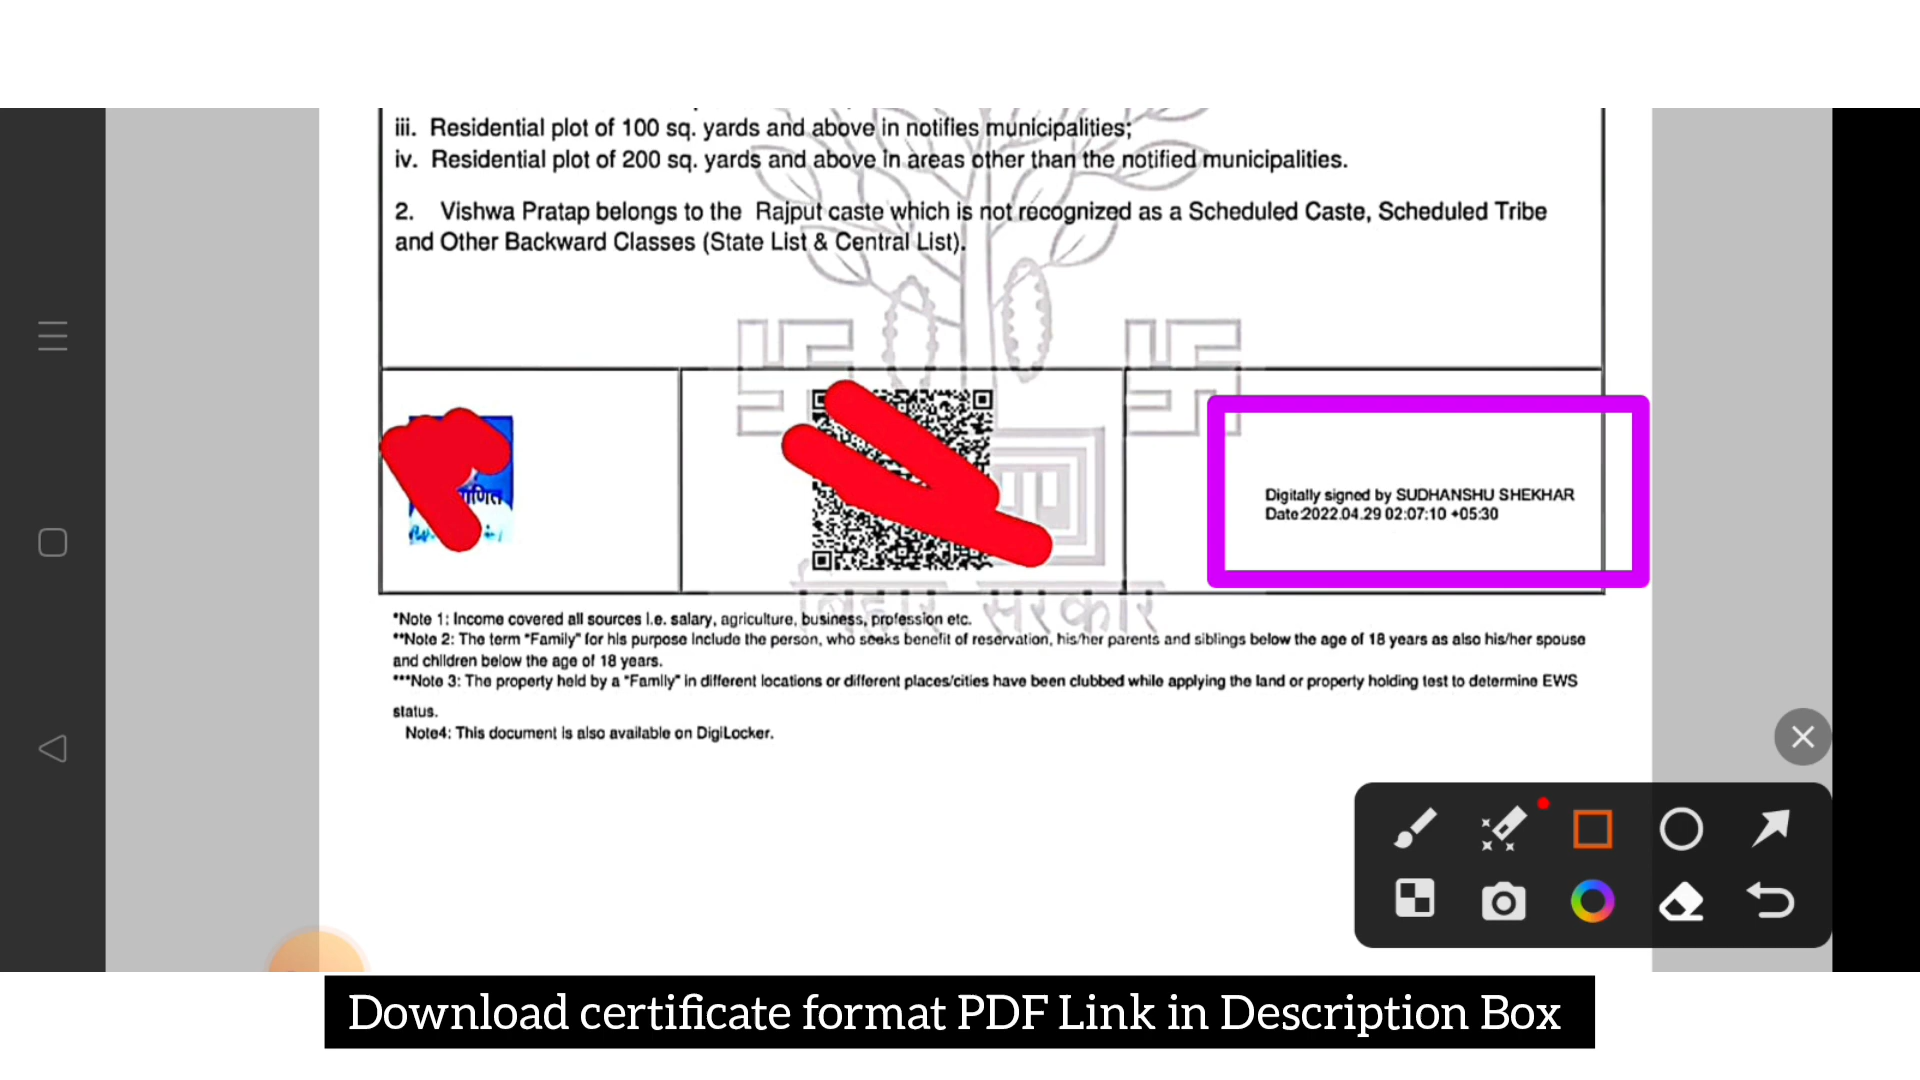 iii. Residential plot of 100 sq. yards and above in notifies municipalities;
iv. Residential plot of 200 sq. yards and above in areas other than the notified municipalities.
2. Vishwa Pratap belongs to the Rajput caste which is not recognized as a Scheduled Caste, Scheduled Tribe
and Other Backward Classes (State List & Central List).
Digitally signed by SUDHANSHU SHEKHAR
Date:2022.04.29 02:07:10 +05:30
बिहार सरकार
*Note 1: Income covered all sources i.e. salary, agriculture, business, profession etc.
**Note 2: The term "Family" for his purpose include the person, who seeks benefit of reservation, his/her parents and siblings below the age of 18 years as also his/her spouse
and children below the age of 18 years.
***Note 3: The property held by a "Family" in different locations or different places/cities have been clubbed while applying the land or property holding test to determine EWS
status.
Note4: This document is also available on DigiLocker.
Download certificate format PDF Link in Description Box